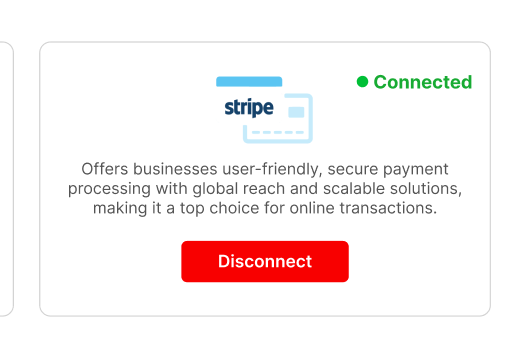 Connected
stripe
Offers businesses user-friendly, secure payment
processing with global reach and scalable solutions,
making it a top choice for online transactions.
Disconnect